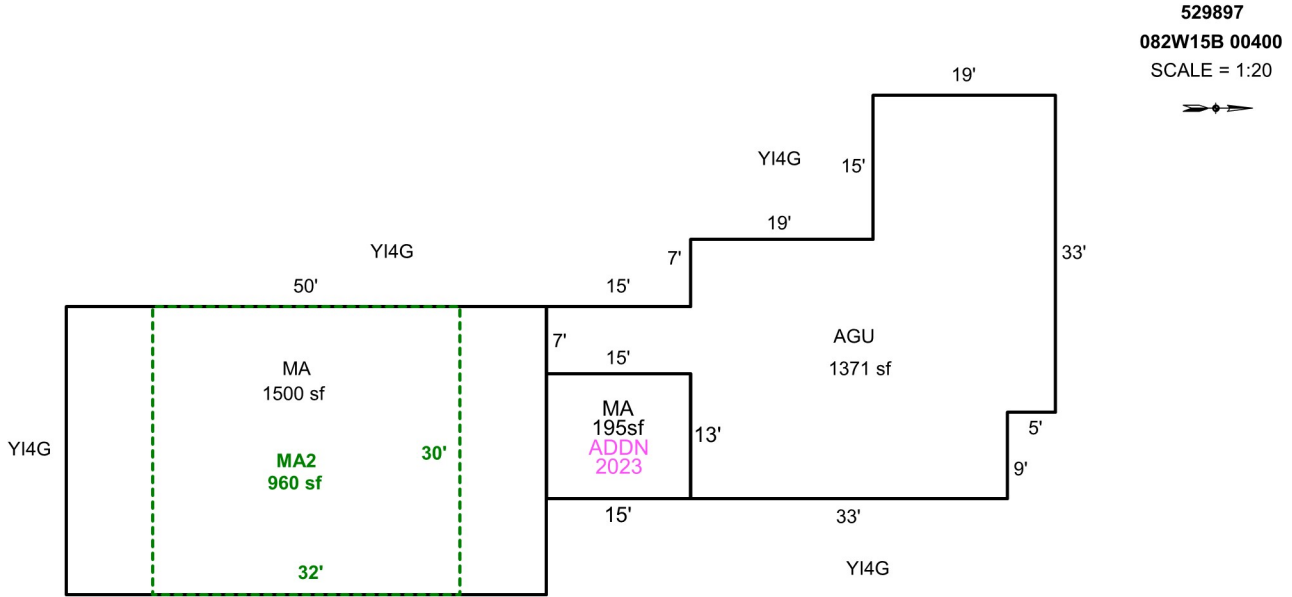 529897
082W15B 00400
SCALE = 1:20
19'
YI4G
15'
19'
YI4G
7'
33'
50'
15'
7'
AGU
15'
MA
1371 sf
1500 sf
MA
195sf
ADDN
2023
13'
5'
YI4G
30'
MA2
960 sf
9'
15'
33'
32'
YI4G